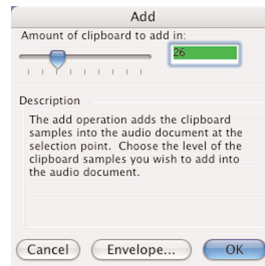 Add
Amount of clipboard to add in:
26
Description
The add operation adds the clipboard
samples into the audio document at the
selection point. Choose the level of the
clipboard samples you wish to add into
the audio document.
Cancel
Envelope...
OK